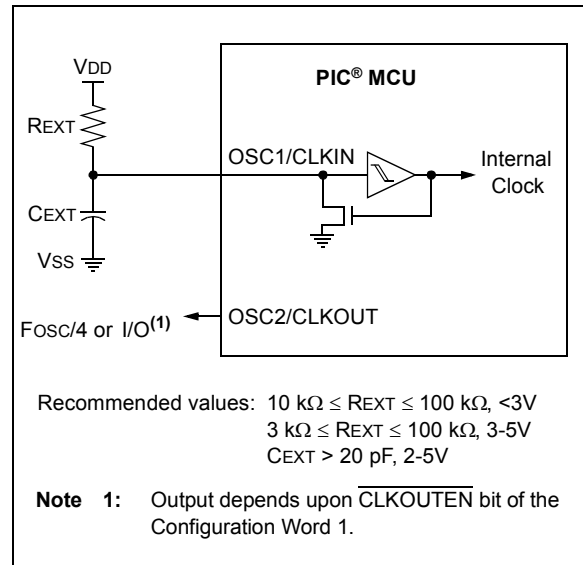 VDD
PIC® MCU
REXT
OSC1/CLKIN
Internal
Clock
CEXT
VSS
FOSC/4 or I/O(1)
OSC2/CLKOUT
Recommended values: 10 kΩ ≤ REXT ≤ 100 kΩ, <3V
3 kΩ ≤ REXT ≤ 100 kΩ, 3-5V
CEXT > 20 pF, 2-5V
Note 1: Output depends upon CLKOUTEN bit of the
Configuration Word 1.